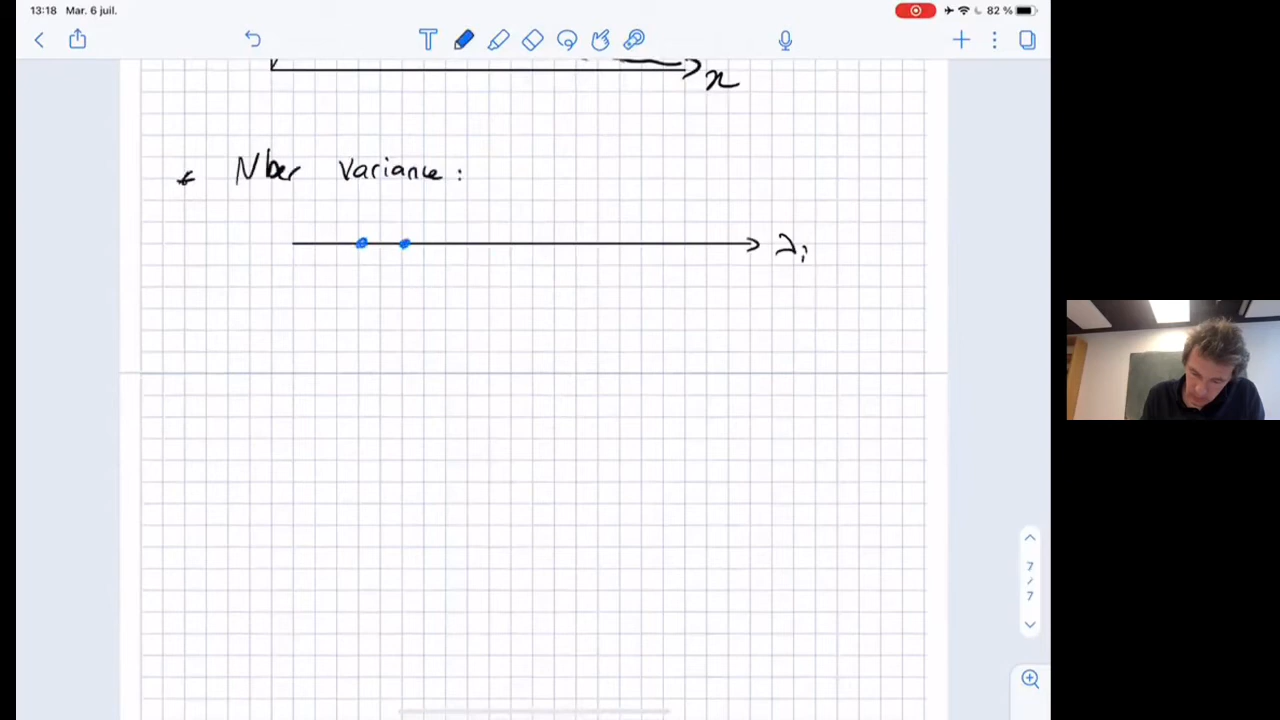 13:18 Mar. 6 juil.
82 %
T
x
* Nber Variance :
λi
7
/
7